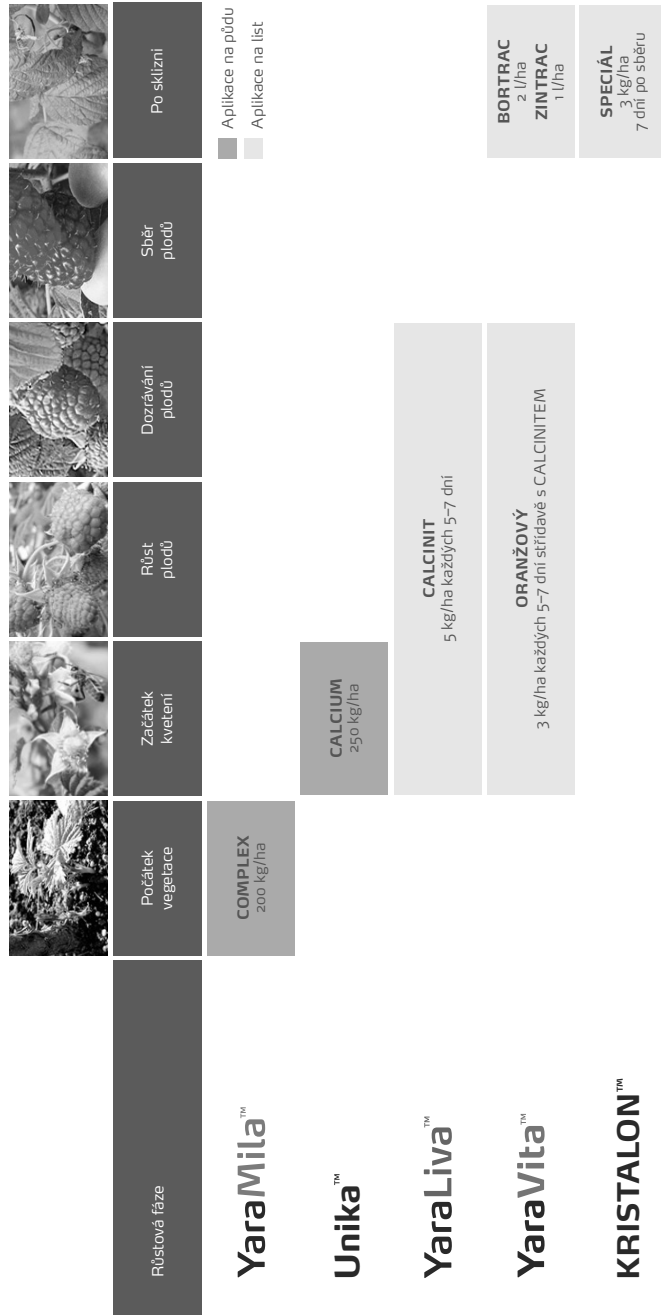 Růstová fáze
Počátek
vegetace
Začátek
kvetení
Růst
plodů
Dozrávání
plodů
Sběr
plodů
Po sklizni
YaraMila™
COMPLEX
200 kg/ha
Aplikace na půdu
Aplikace na list
Unika™
CALCIUM
250 kg/ha
YaraLiva™
CALCINIT
5 kg/ha každých 5–7 dní
YaraVita™
ORANŽOVÝ
3 kg/ha každých 5–7 dní střídavě s CALCINITEM
BORTRAC
2 l/ha
ZINTRAC
1 l/ha
KRISTALON™
SPECIÁL
3 kg/ha
7 dní po sběru